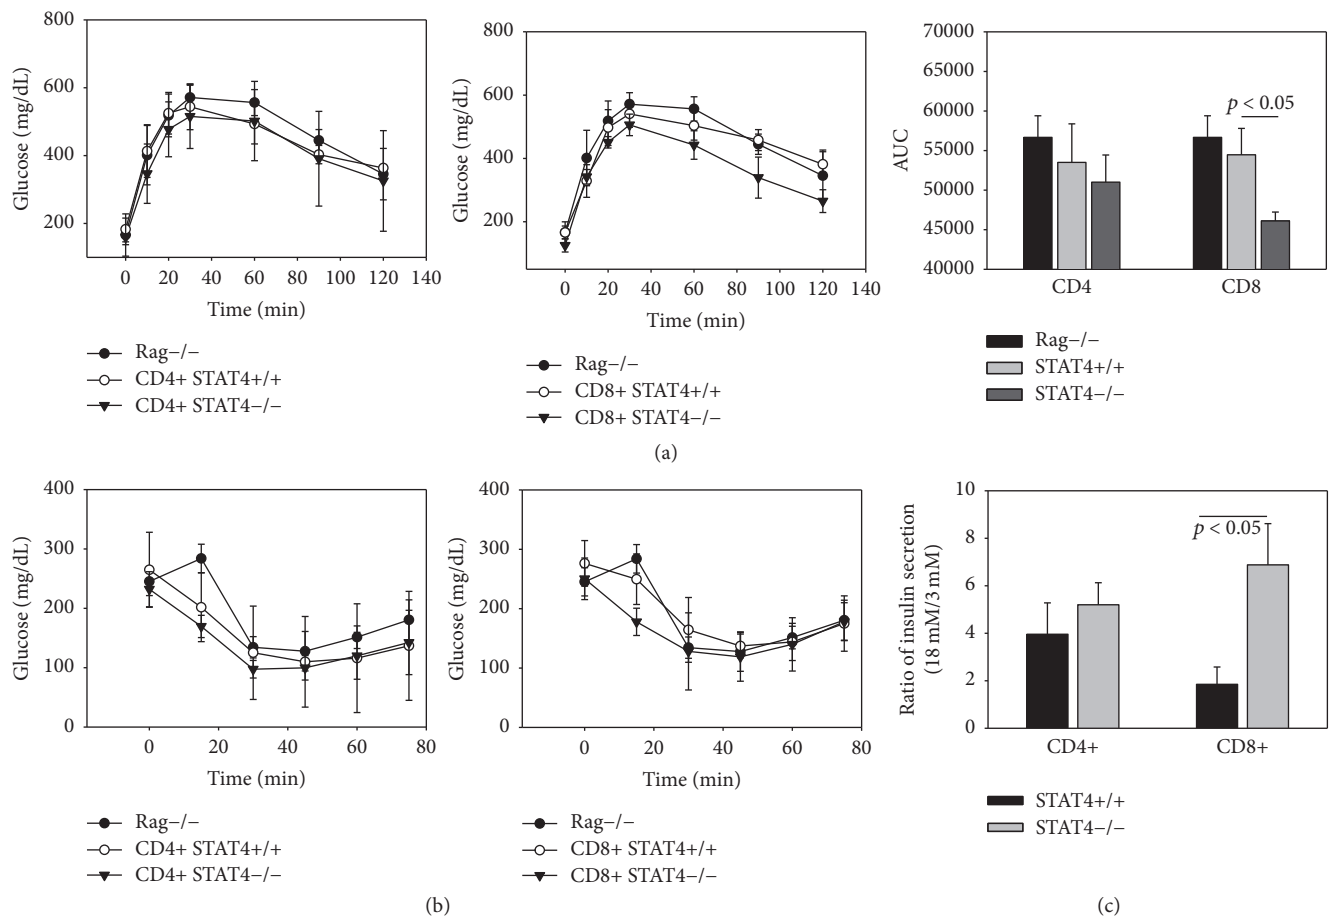 800
600
400
200
Glucose (mg/dL)
0 20 40 60 80 100 120 140
Time (min)
Rag−/−
CD4+ STAT4+/+
CD4+ STAT4−/−
800
600
400
200
Glucose (mg/dL)
0 20 40 60 80 100 120 140
Time (min)
Rag−/−
CD8+ STAT4+/+
CD8+ STAT4−/−
70000
65000
60000
55000
50000
45000
40000
AUC
p < 0.05
CD4 CD8
Rag−/−
STAT4+/+
STAT4−/−
(a)
400
300
200
100
0
Glucose (mg/dL)
0 20 40 60 80
Time (min)
Rag−/−
CD4+ STAT4+/+
CD4+ STAT4−/−
400
300
200
100
0
Glucose (mg/dL)
0 20 40 60 80
Time (min)
Rag−/−
CD8+ STAT4+/+
CD8+ STAT4−/−
(b)
10
8
6
4
2
0
Ratio of insulin secretion
(18 mM/3 mM)
p < 0.05
CD4+ CD8+
STAT4+/+
STAT4−/−
(c)